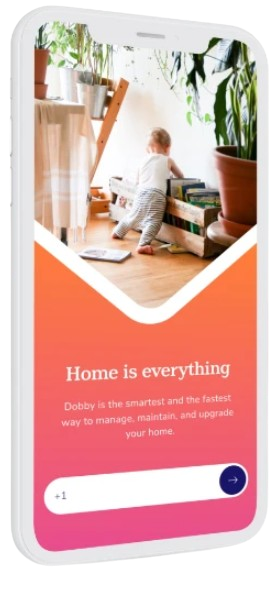 Home is everything
Dobby is the smartest and the fastest
way to manage, maintain, and upgrade
your home.
+1